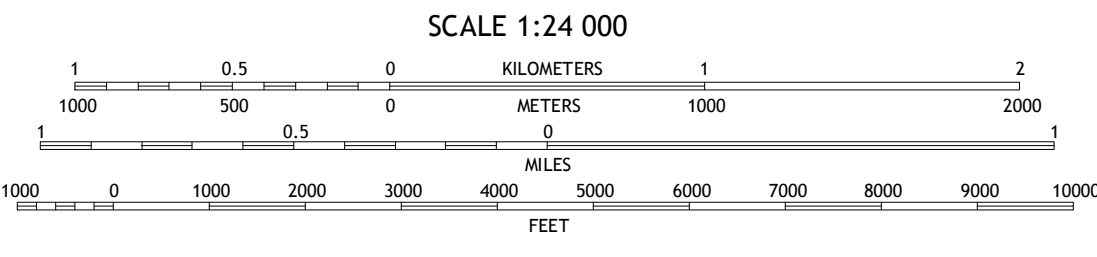 SCALE 1:24 000
1 0.5 0 KILOMETERS 1 2
1000 500 0 METERS 1000 2000
1 0.5 0 1
MILES
1000 0 1000 2000 3000 4000 5000 6000 7000 8000 9000 10000
FEET